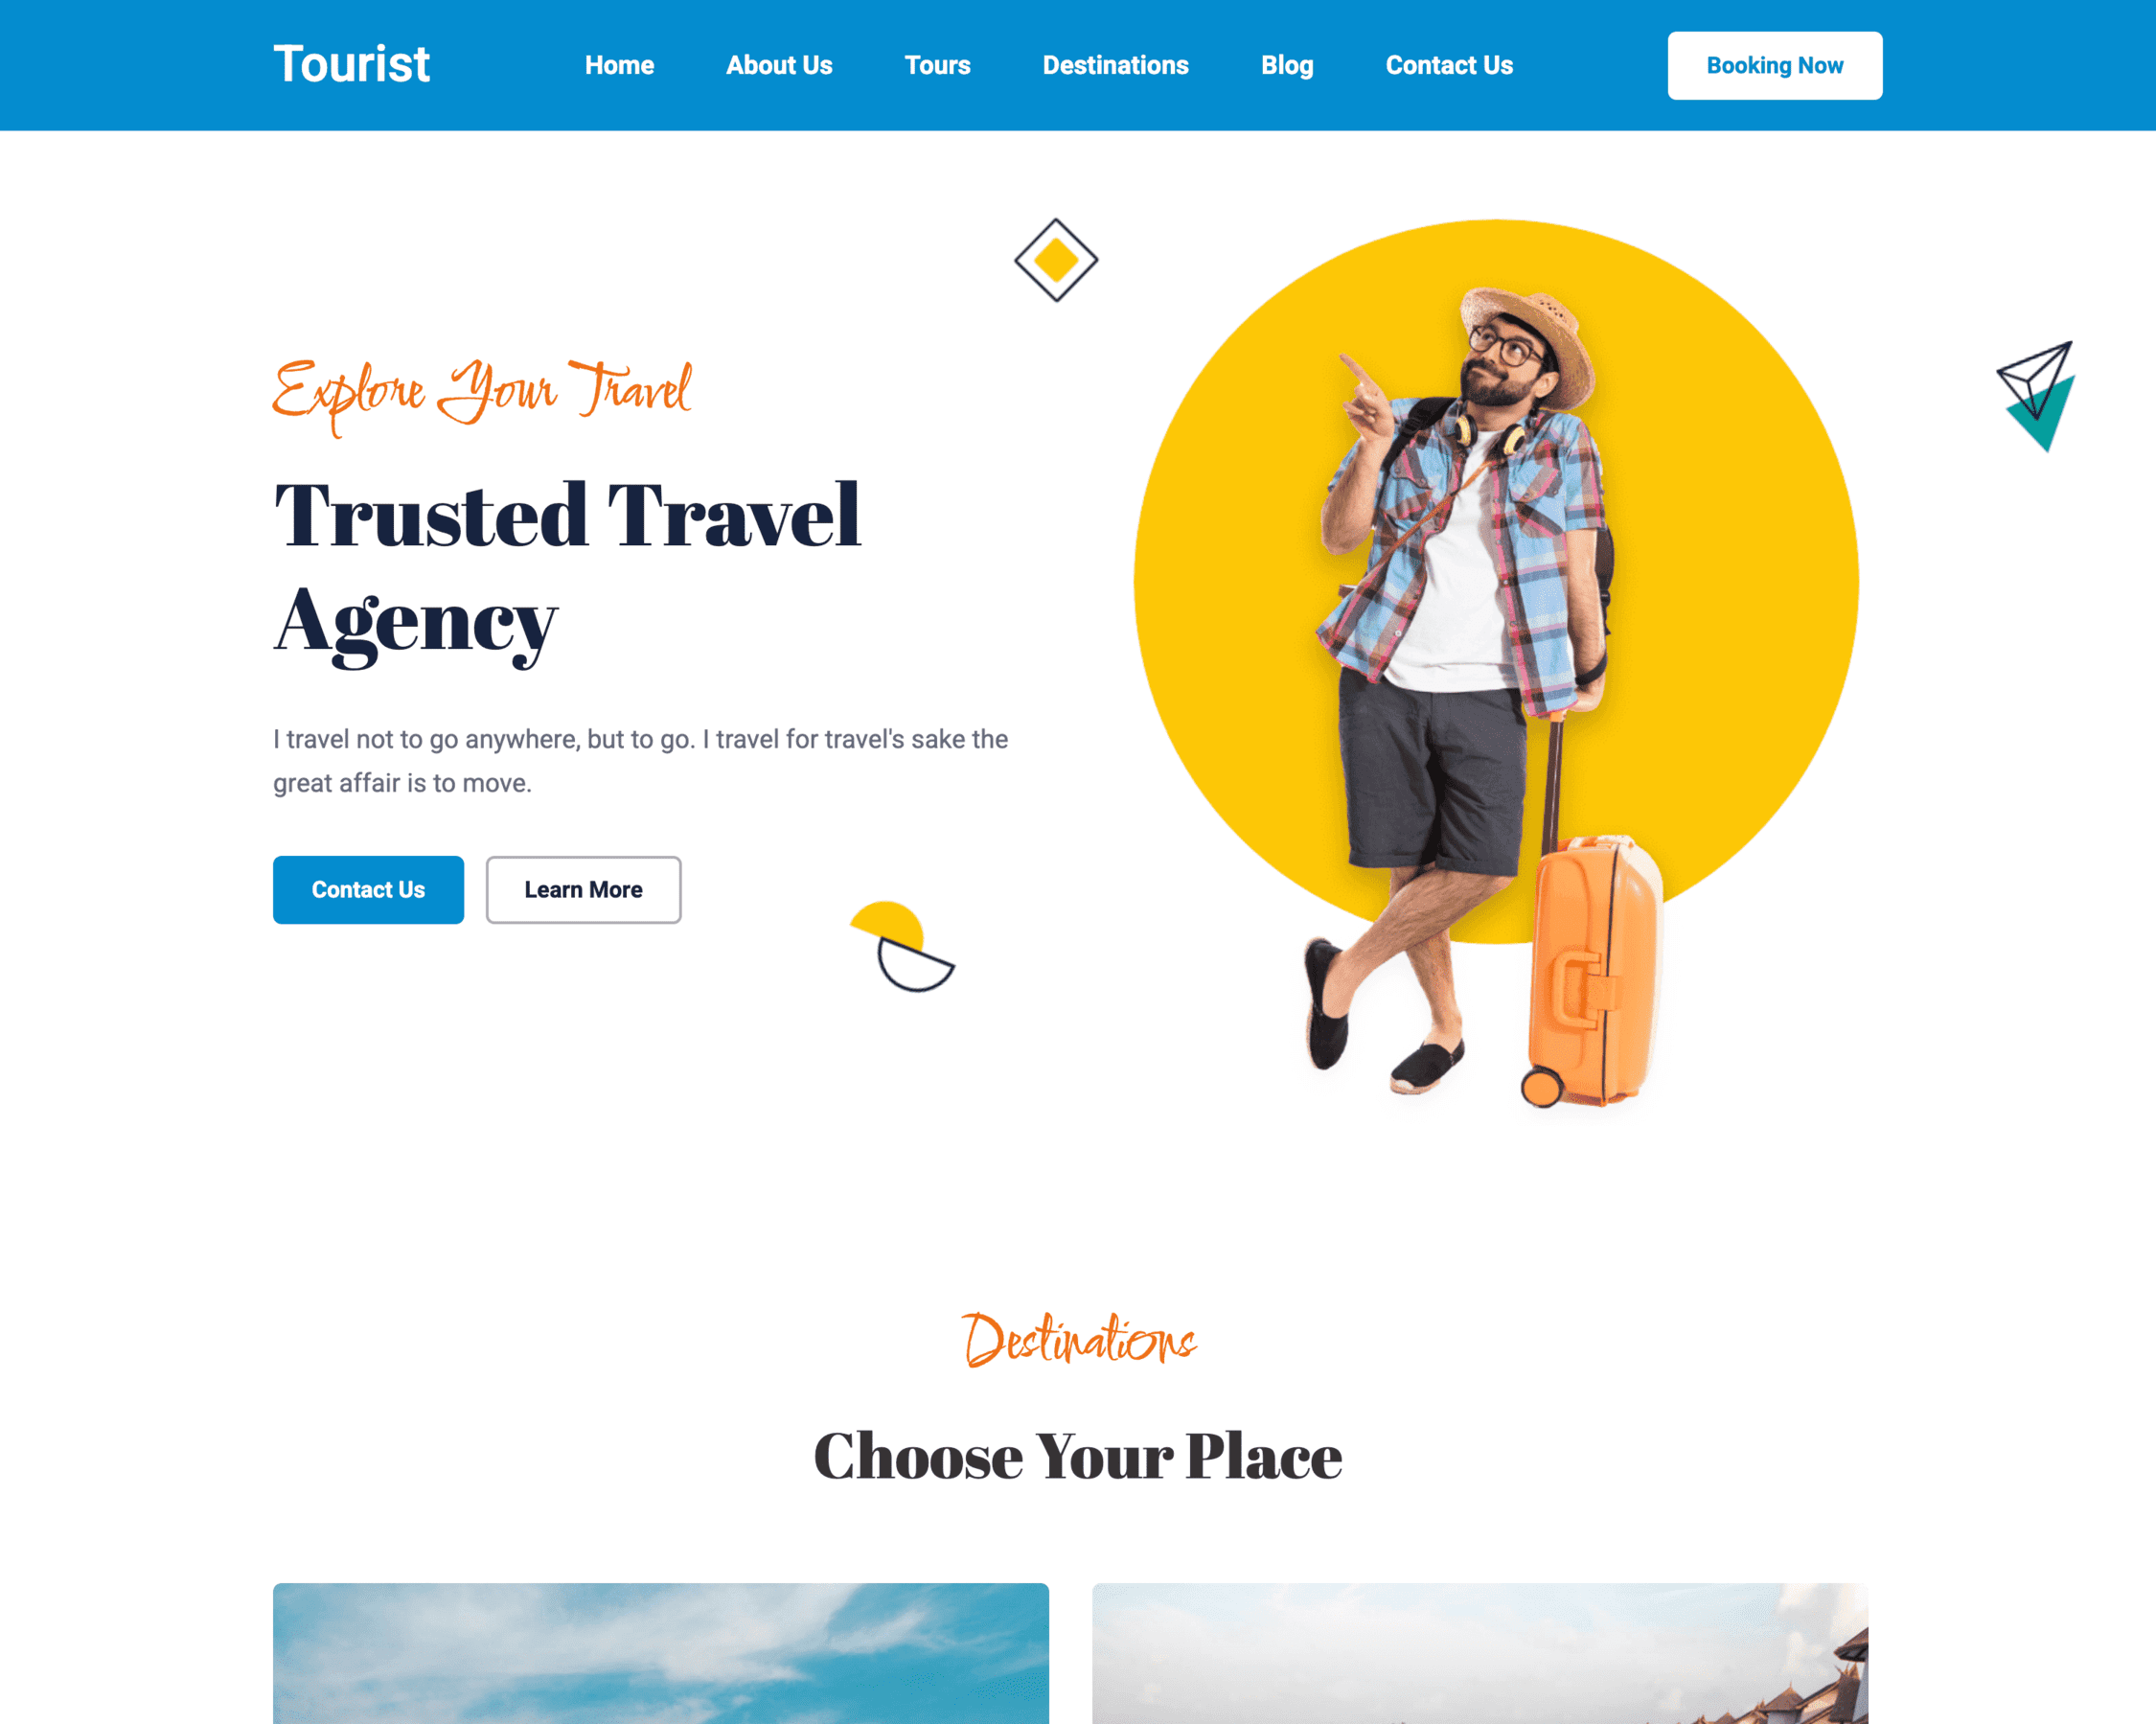 Tourist
Home
About Us
Tours
Destinations
Blog
Contact Us
Booking Now
Explore Your Travel
Trusted Travel
Agency
I travel not to go anywhere, but to go. I travel for travel's sake the
great affair is to move.
Contact Us
Learn More
Destinations
Choose Your Place